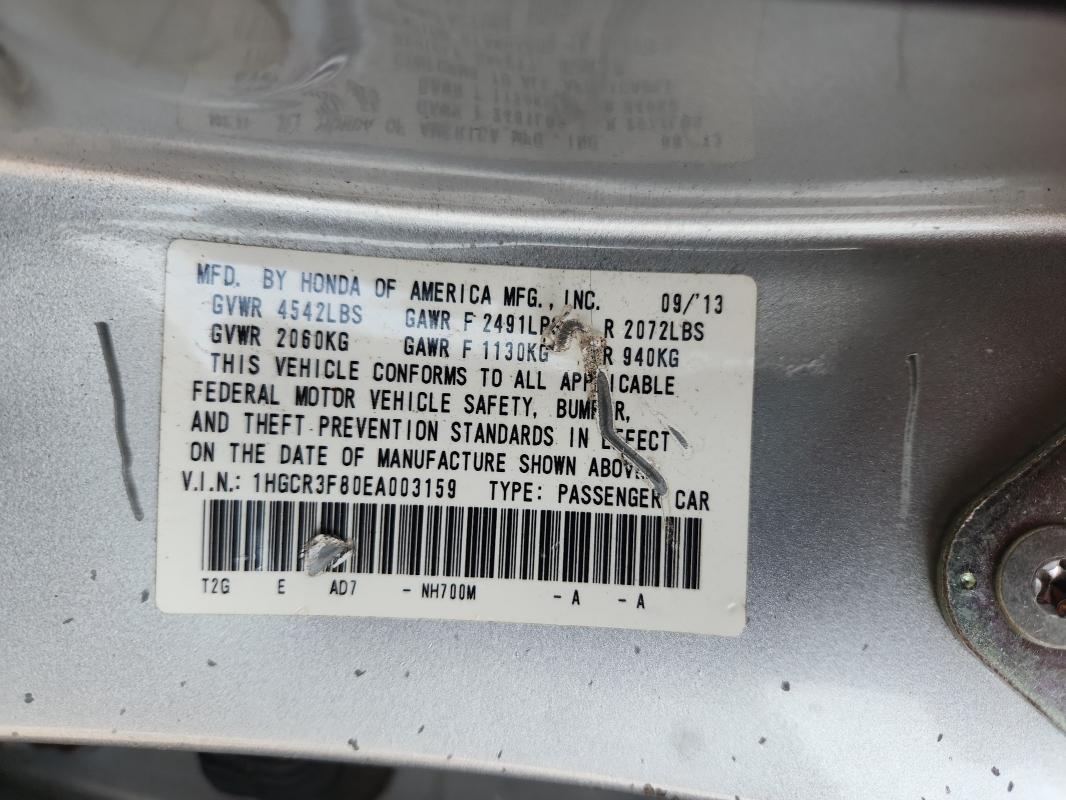 MFD. BY HONDA OF AMERICA MFG., INC. 09/'13
GVWR 4542LBS GAWR F 2491LBS R 2072LBS
GVWR 2060KG GAWR F 1130KG R 940KG
THIS VEHICLE CONFORMS TO ALL APPLICABLE
FEDERAL MOTOR VEHICLE SAFETY, BUMPER,
AND THEFT PREVENTION STANDARDS IN EFFECT
ON THE DATE OF MANUFACTURE SHOWN ABOVE.
V.I.N.: 1HGCR3F80EA003159 TYPE: PASSENGER CAR
T2G E AD7 - NH700M - A - A